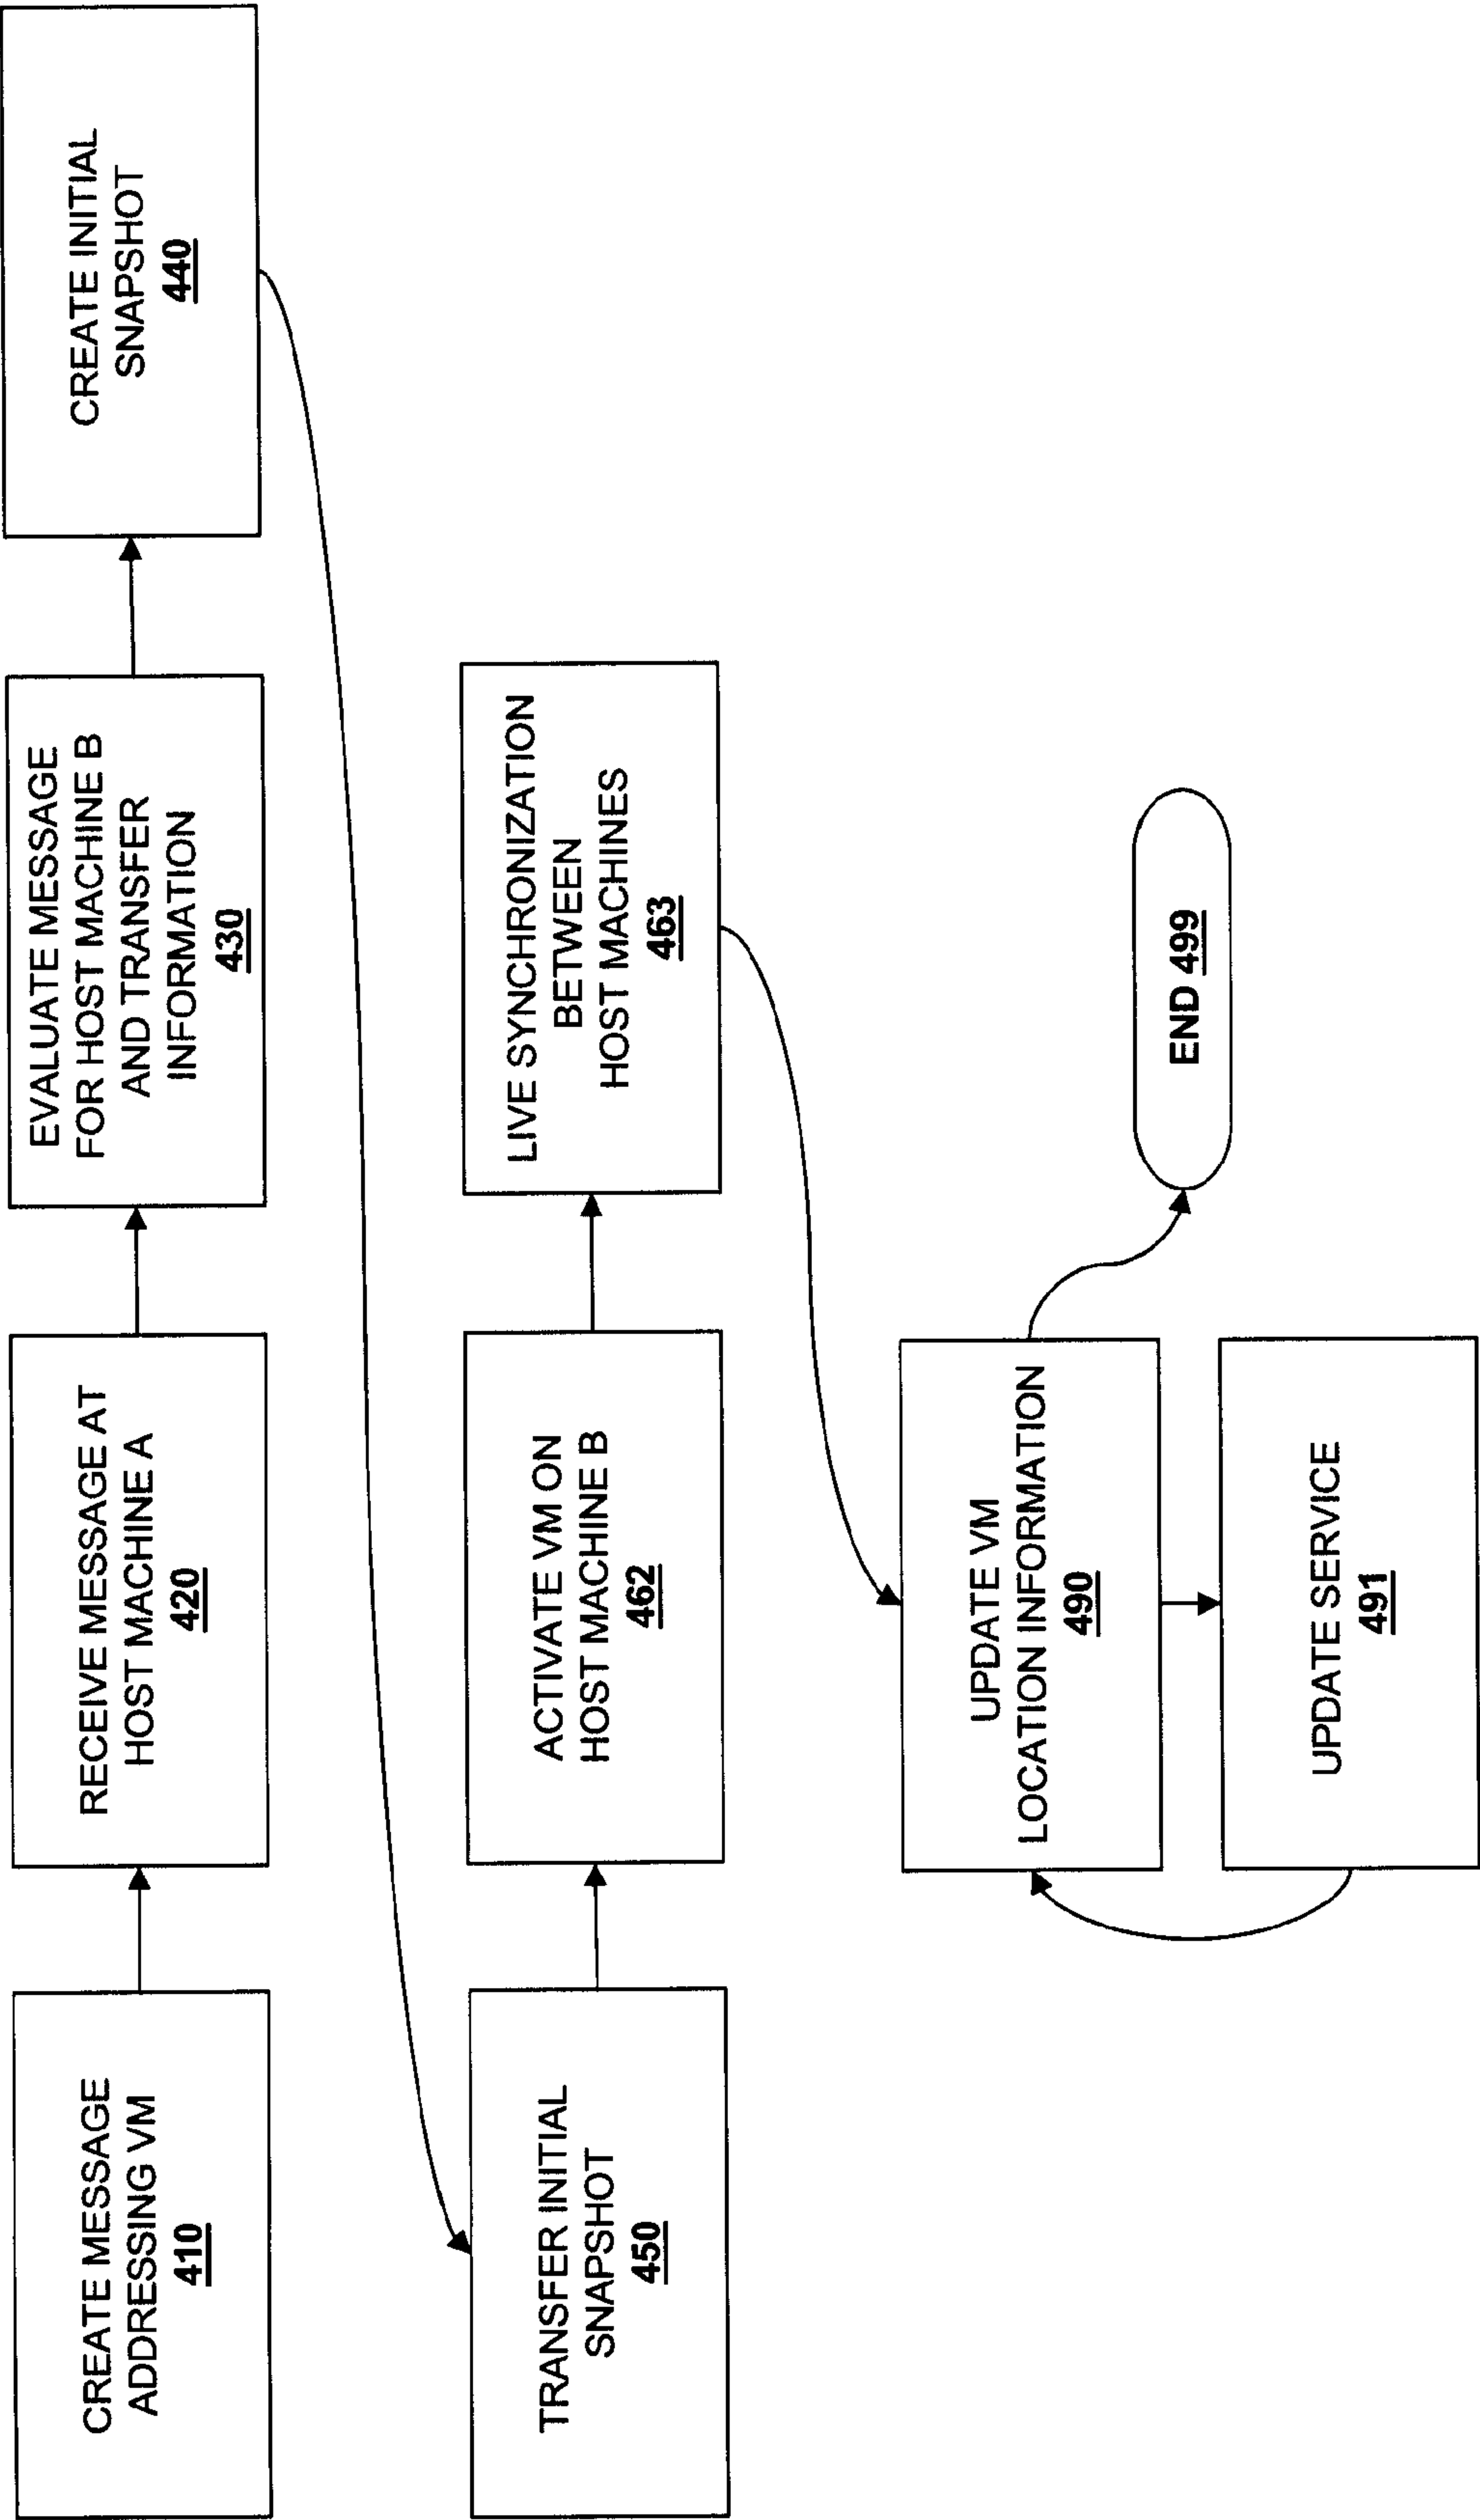 CREATE MESSAGE
ADDRESSING VM
410
RECEIVE MESSAGE AT
HOST MACHINE A
420
EVALUATE MESSAGE
FOR HOST MACHINE B
AND TRANSFER
INFORMATION
430
CREATE INITIAL
SNAPSHOT
440
TRANSFER INITIAL
SNAPSHOT
450
ACTIVATE VM ON
HOST MACHINE B
462
LIVE SYNCHRONIZATION
BETWEEN
HOST MACHINES
463
UPDATE VM
LOCATION INFORMATION
490
UPDATE SERVICE
491
END 499